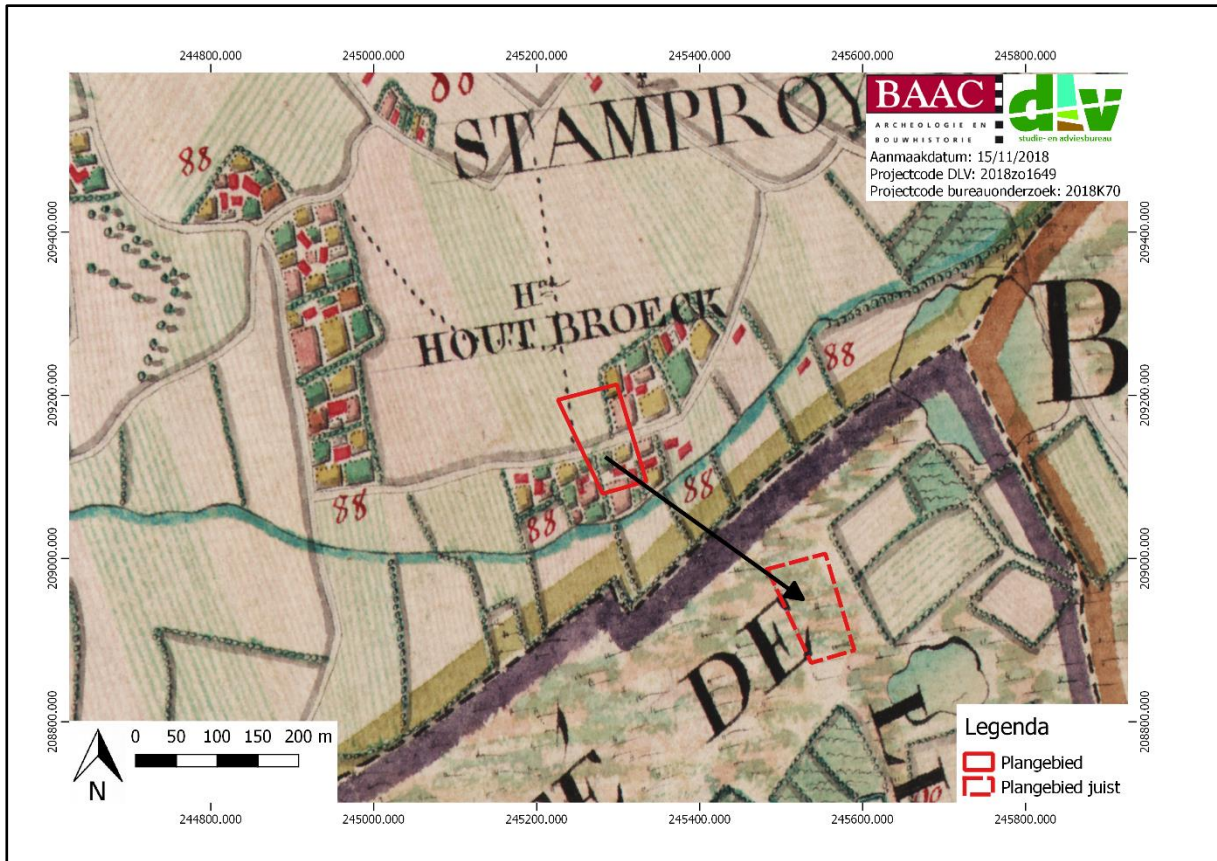 244800.000 245000.000 245200.000 245400.000 245600.000 245800.000
BAAC
ARCHEOLOGIE EN
BOUWHISTORIE
dlv
studie- en adviesbureau
Aanmaakdatum: 15/11/2018
Projectcode DLV: 2018zo1649
Projectcode bureauonderzoek: 2018K70
88
STAMPROY
88
209400.000 209400.000
HOUT BROECK
B
88
209200.000 209200.000
88
88
88
209000.000 209000.000
DE
208800.000 208800.000
0 50 100 150 200 m
N
Legenda
Plangebied
Plangebied juist
244800.000 245000.000 245200.000 245400.000 245600.000 245800.000